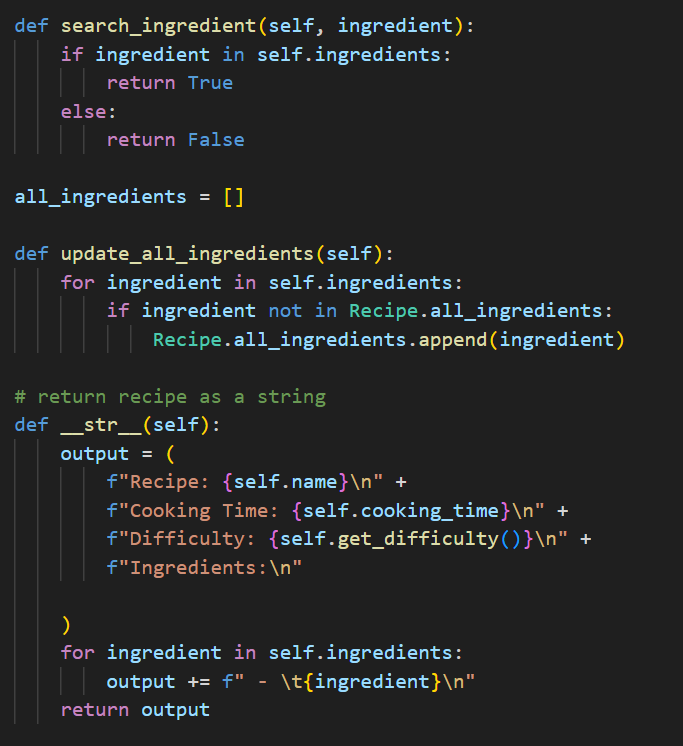 def search_ingredient(self, ingredient):
    if ingredient in self.ingredients:
        return True
    else:
        return False

all_ingredients = []

def update_all_ingredients(self):
    for ingredient in self.ingredients:
        if ingredient not in Recipe.all_ingredients:
            Recipe.all_ingredients.append(ingredient)

# return recipe as a string
def __str__(self):
    output = (
        f"Recipe: {self.name}\n" +
        f"Cooking Time: {self.cooking_time}\n" +
        f"Difficulty: {self.get_difficulty()}\n" +
        f"Ingredients:\n"

    )
    for ingredient in self.ingredients:
        output += f" - \t{ingredient}\n"
    return output